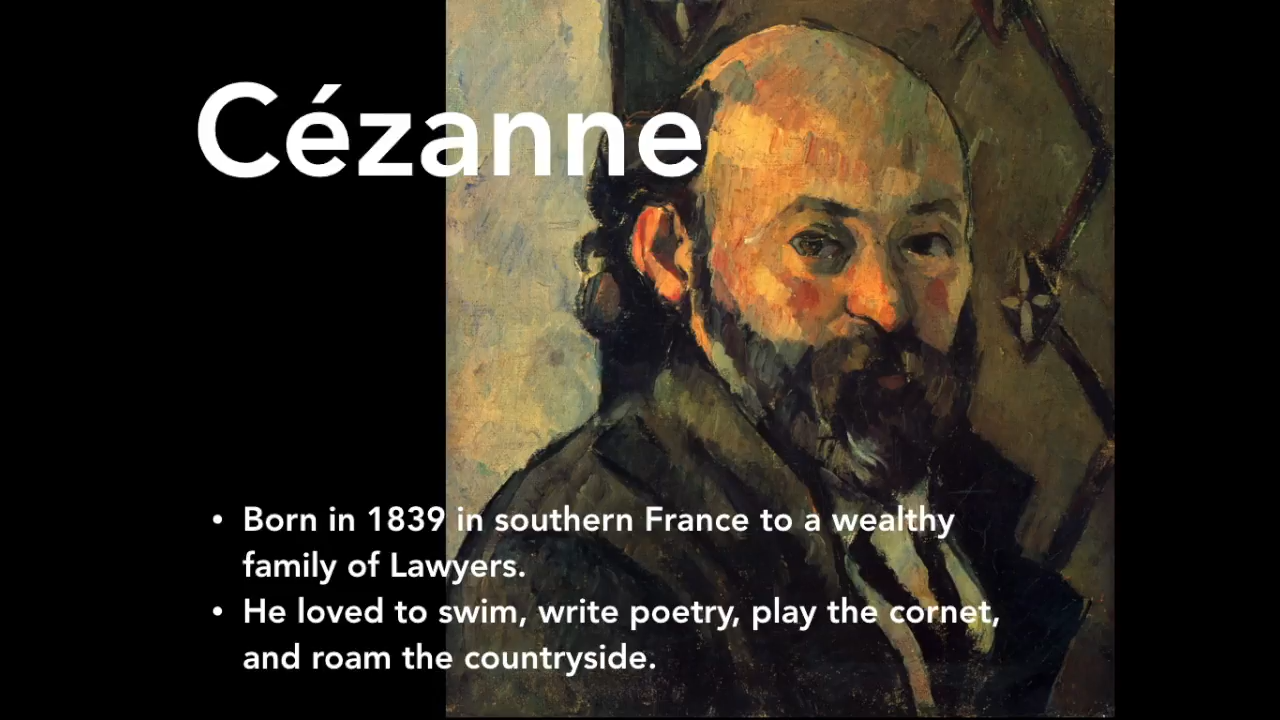 Cézanne
• Born in 1839 in southern France to a wealthy
family of Lawyers.
• He loved to swim, write poetry, play the cornet,
and roam the countryside.